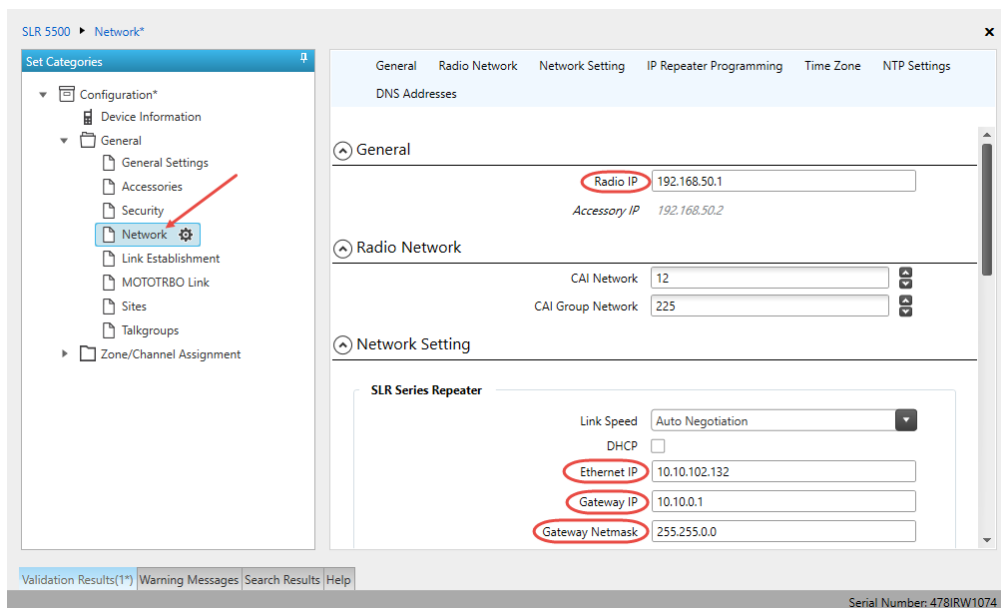 SLR 5500 Network*
Set Categories
Configuration*
Device Information
General
General Settings
Accessories
Security
Network
Link Establishment
MOTOTRBO Link
Sites
Talkgroups
Zone/Channel Assignment
General Radio Network Network Setting IP Repeater Programming Time Zone NTP Settings
DNS Addresses
General
Radio IP 192.168.50.1
Accessory IP 192.168.50.2
Radio Network
CAI Network 12
CAI Group Network 225
Network Setting
SLR Series Repeater
Link Speed Auto Negotiation
DHCP
Ethernet IP 10.10.102.132
Gateway IP 10.10.0.1
Gateway Netmask 255.255.0.0
Validation Results(1*) Warning Messages Search Results Help
Serial Number: 478IRW1074